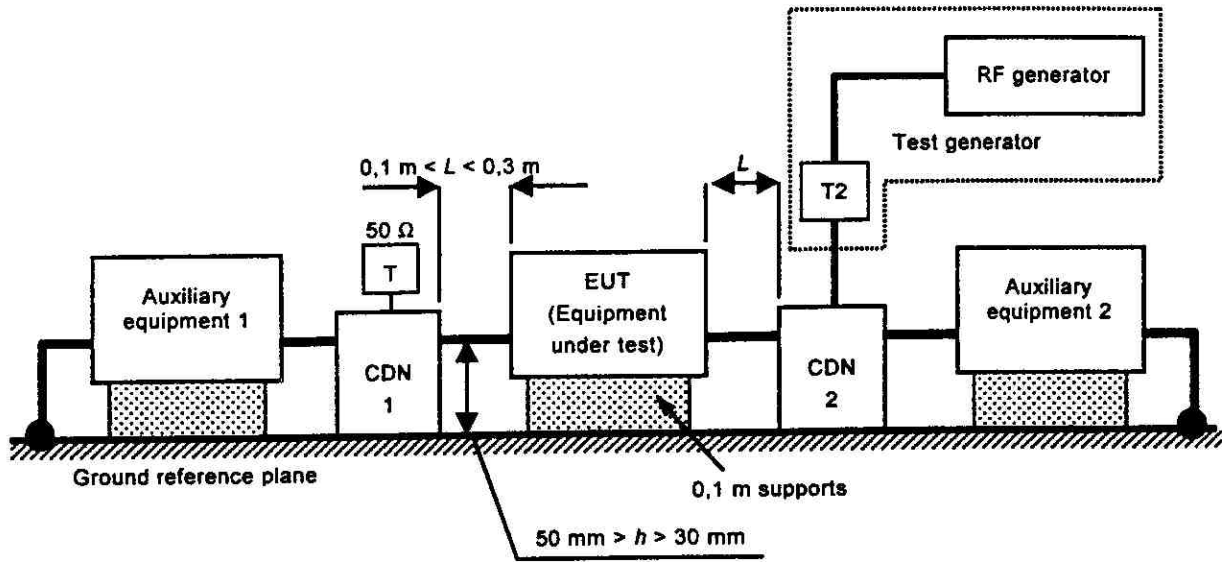 RF generator
Test generator
0,1 m < L < 0,3 m
L
T2
50 Ω
T
Auxiliary
equipment 1
EUT
(Equipment
under test)
Auxiliary
equipment 2
CDN
1
CDN
2
Ground reference plane
0,1 m supports
50 mm > h > 30 mm